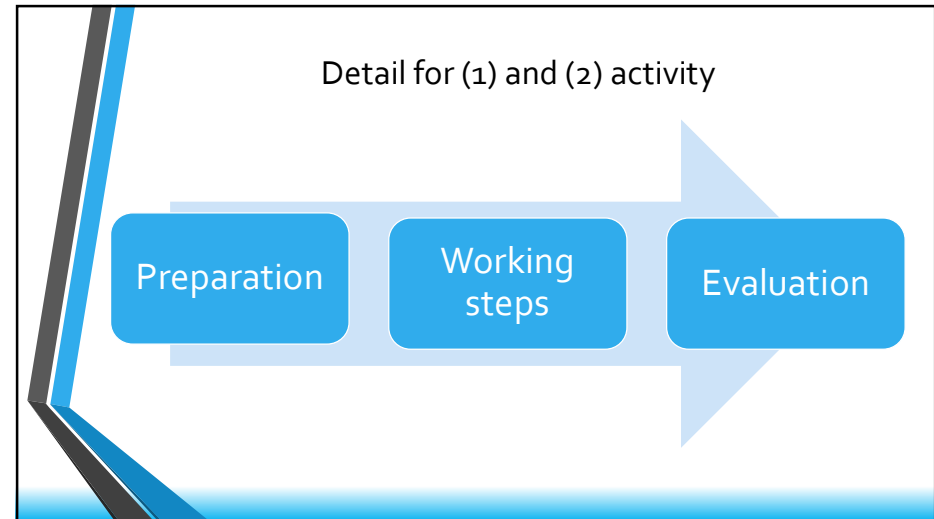 Detail for (1) and (2) activity
Preparation
Working
steps
Evaluation